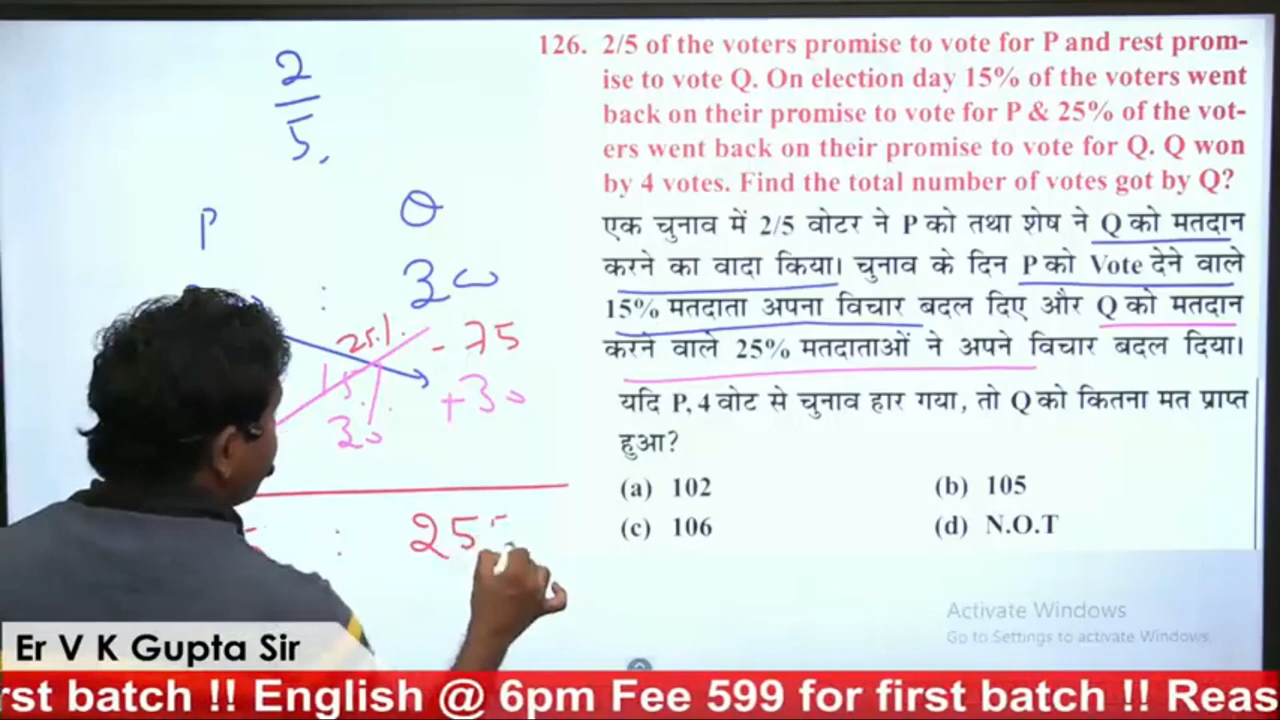 2
5.
P
Q
: 300
25%.
- 75
15%.
+30
30
: 255
126. 2/5 of the voters promise to vote for P and rest prom-
ise to vote Q. On election day 15% of the voters went
back on their promise to vote for P & 25% of the vot-
ers went back on their promise to vote for Q. Q won
by 4 votes. Find the total number of votes got by Q?
एक चुनाव में 2/5 वोटर ने P को तथा शेष ने Q को मतदान
करने का वादा किया। चुनाव के दिन P को Vote देने वाले
15% मतदाता अपना विचार बदल दिए और Q को मतदान
करने वाले 25% मतदाताओं ने अपने विचार बदल दिया।
यदि P, 4 वोट से चुनाव हार गया, तो Q को कितना मत प्राप्त
हुआ?
(a) 102 (b) 105
(c) 106 (d) N.O.T
Activate Windows
Go to Settings to activate Windows.
Er V K Gupta Sir
rst batch !! English @ 6pm Fee 599 for first batch !! Reas